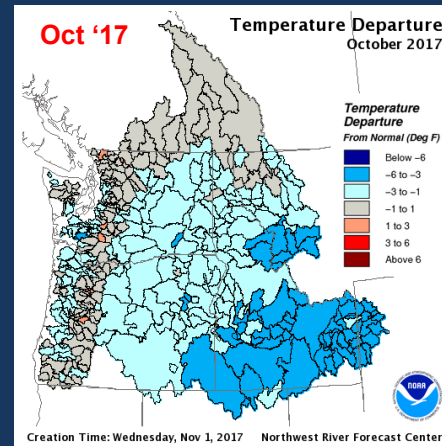 Oct ‘17
Temperature Departure
October 2017
Temperature
Departure
From Normal (Deg F)
Below −6
−6 to −3
−3 to −1
−1 to 1
1 to 3
3 to 6
Above 6
NOAA
Creation Time: Wednesday, Nov 1, 2017 Northwest River Forecast Center